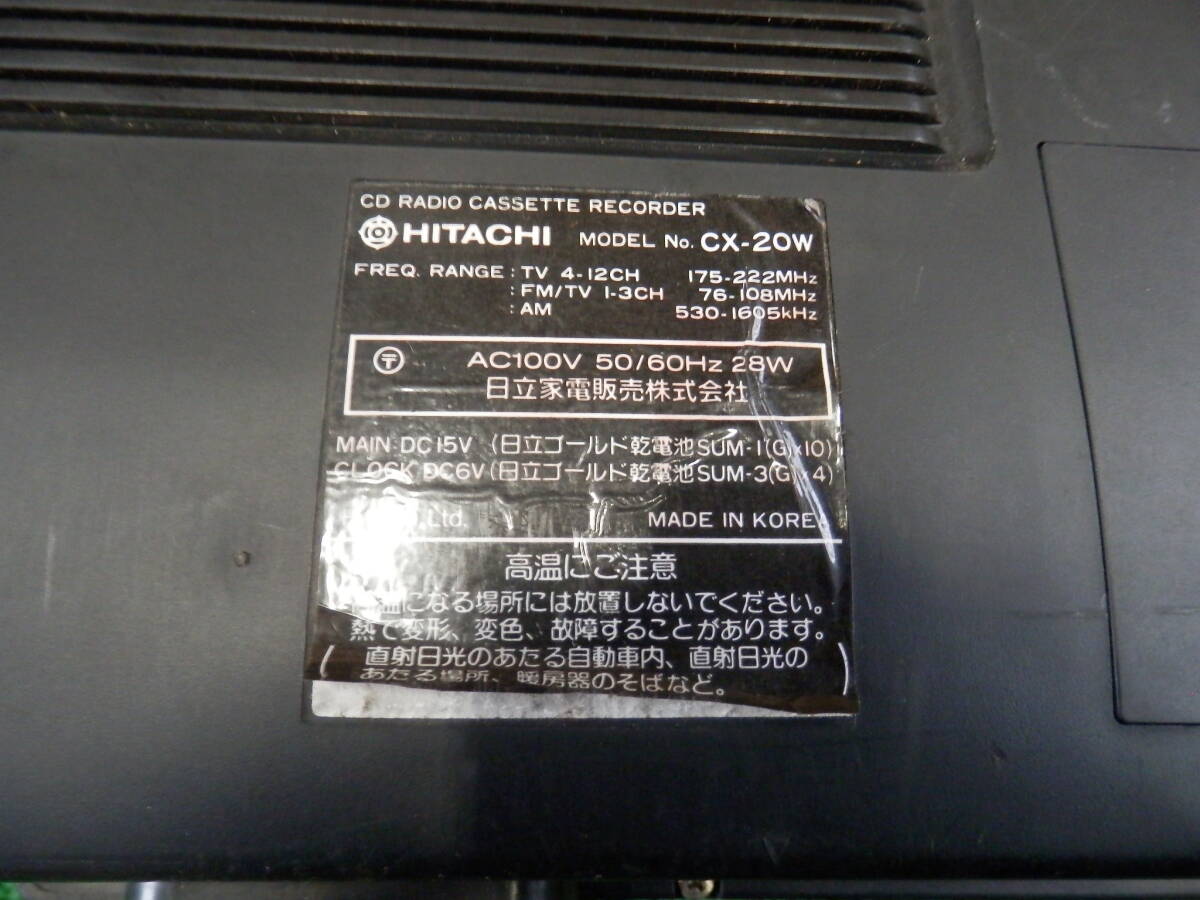 CD RADIO CASSETTE RECORDER
HITACHI MODEL No. CX-20W
FREQ. RANGE : TV 4-12CH 175-222MHz
: FM/TV 1-3CH 76-108MHz
: AM 530-1605kHz
〒 AC100V 50/60Hz 28W
日立家電販売株式会社
MAIN DC15V (日立ゴールド乾電池SUM-1(G)×10)
CLOCK DC6V (日立ゴールド乾電池SUM-3(G)×4)
Ltd. MADE IN KOREA
高温にご注意
高温になる場所には放置しないでください。
熱で変形、変色、故障することがあります。
(直射日光のあたる自動車内、直射日光の
あたる場所、暖房器のそばなど。)